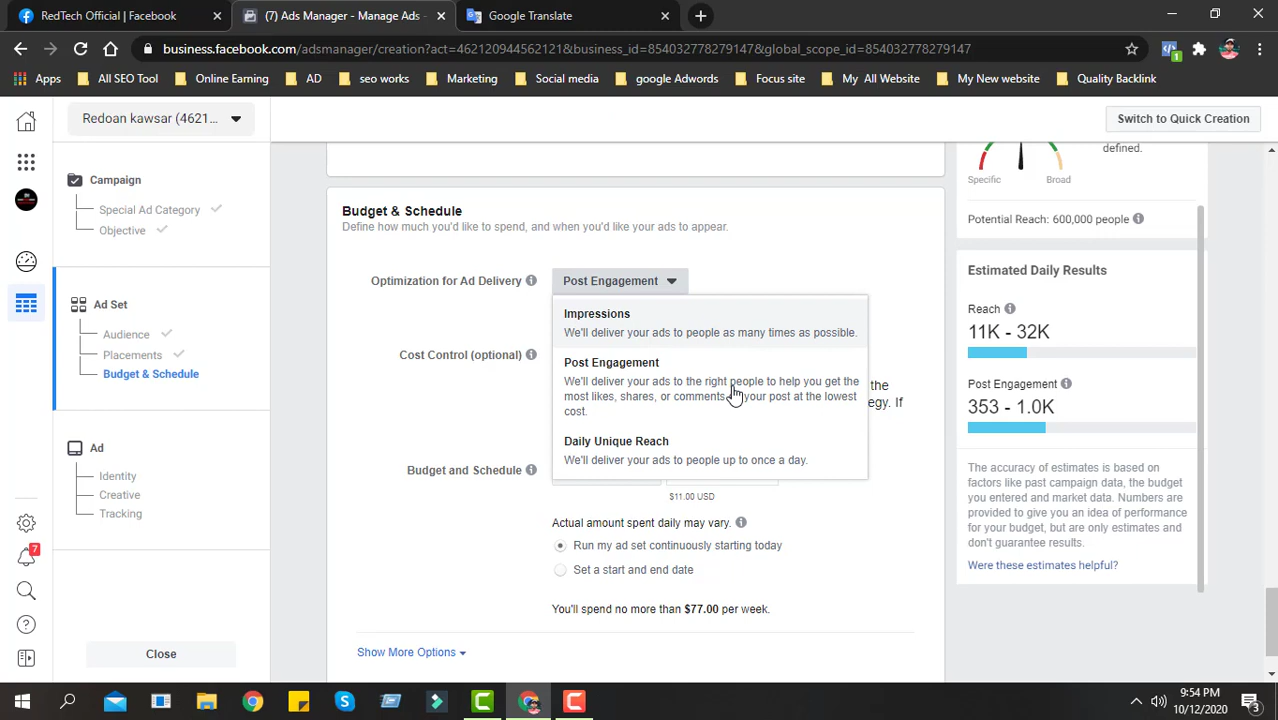 RedTech Official | Facebook
(7) Ads Manager - Manage Ads -
Google Translate
business.facebook.com/adsmanager/creation?act=462120944562121&business_id=854032778279147&global_scope_id=854032778279147
1
Apps
All SEO Tool
Online Earning
AD
seo works
Marketing
Social media
google Adwords
Focus site
My All Website
My New website
Quality Backlink
Redoan kawsar (4621...
Switch to Quick Creation
Campaign
Special Ad Category
Objective
Ad Set
Audience
Placements
Budget & Schedule
Ad
Identity
Creative
Tracking
7
Close
Budget & Schedule
Define how much you'd like to spend, and when you'd like your ads to appear.
Optimization for Ad Delivery
Post Engagement
Impressions
We'll deliver your ads to people as many times as possible.
Post Engagement
We'll deliver your ads to the right people to help you get the
most likes, shares, or comments your post at the lowest
cost.
Daily Unique Reach
We'll deliver your ads to people up to once a day.
Cost Control (optional)
the
egy. If
Budget and Schedule
$11.00 USD
Actual amount spent daily may vary.
Run my ad set continuously starting today
Set a start and end date
You'll spend no more than $77.00 per week.
Show More Options
defined.
Specific
Broad
Potential Reach: 600,000 people
Estimated Daily Results
Reach
11K - 32K
Post Engagement
353 - 1.0K
The accuracy of estimates is based on
factors like past campaign data, the budget
you entered and market data. Numbers are
provided to give you an idea of performance
for your budget, but are only estimates and
don't guarantee results.
Were these estimates helpful?
9:54 PM
10/12/2020
3